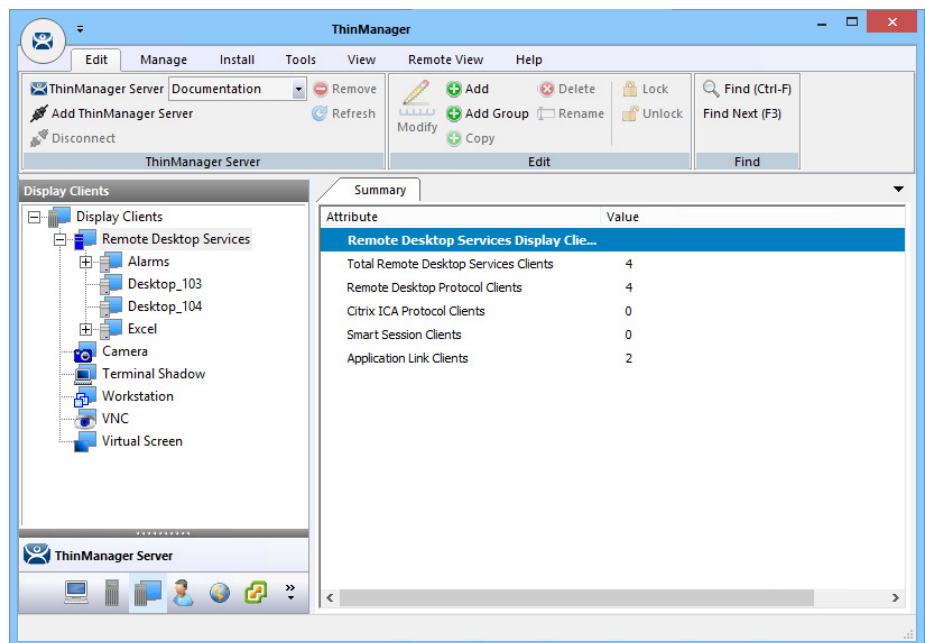 ThinManager
Edit Manage Install Tools View Remote View Help
ThinManager Server Documentation Remove
Add ThinManager Server Refresh
Disconnect
ThinManager Server
Modify
Add Delete Lock
Add Group Rename Unlock
Copy
Edit
Find (Ctrl-F)
Find Next (F3)
Find
Display Clients
Display Clients
Remote Desktop Services
Alarms
Desktop_103
Desktop_104
Excel
Camera
Terminal Shadow
Workstation
VNC
Virtual Screen
ThinManager Server
Summary
Attribute Value
Remote Desktop Services Display Clie...
Total Remote Desktop Services Clients 4
Remote Desktop Protocol Clients 4
Citrix ICA Protocol Clients 0
Smart Session Clients 0
Application Link Clients 2